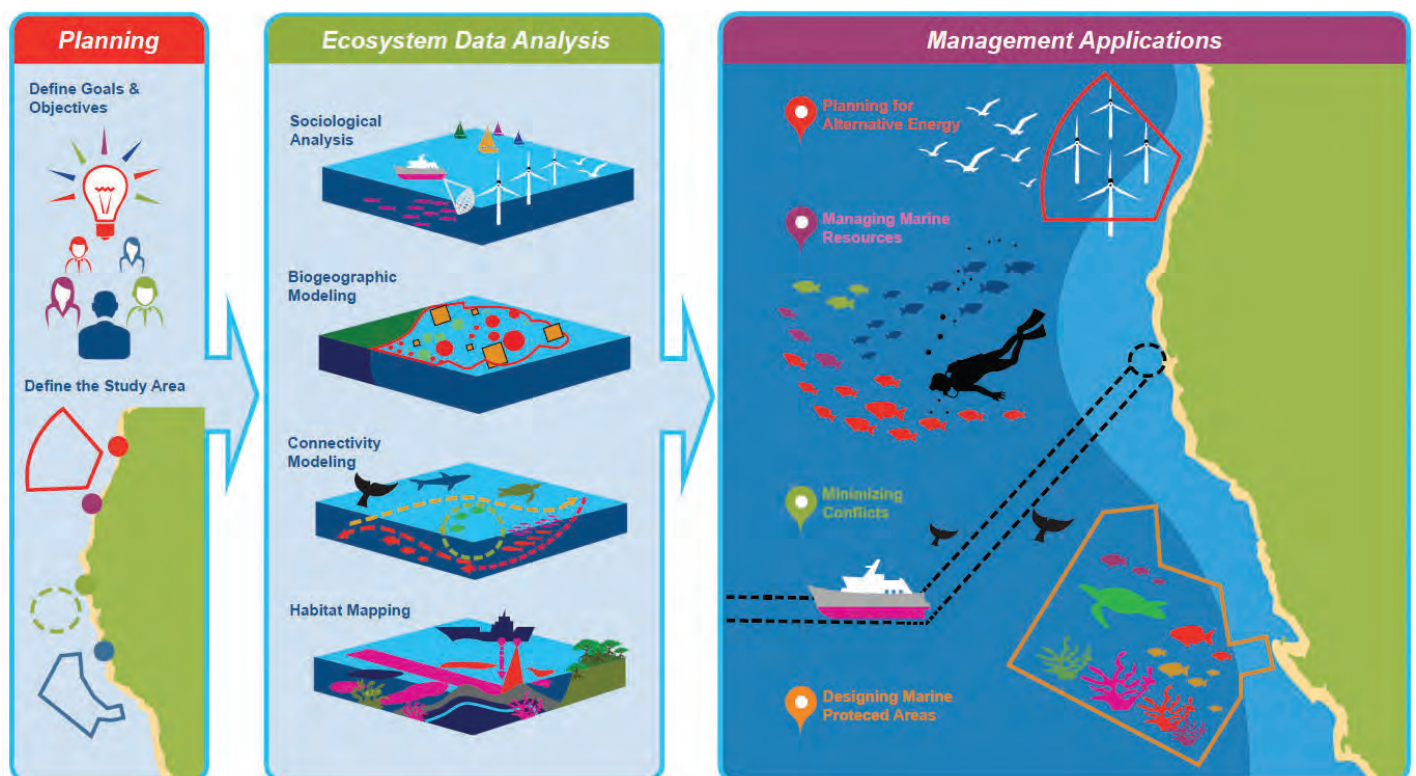 Planning
Define Goals &
Objectives
Define the Study Area
Ecosystem Data Analysis
Sociological
Analysis
Biogeographic
Modeling
Connectivity
Modeling
Habitat Mapping
Management Applications
Planning for
Alternative Energy
Managing Marine
Resources
Minimizing
Conflicts
Designing Marine
Proteced Areas